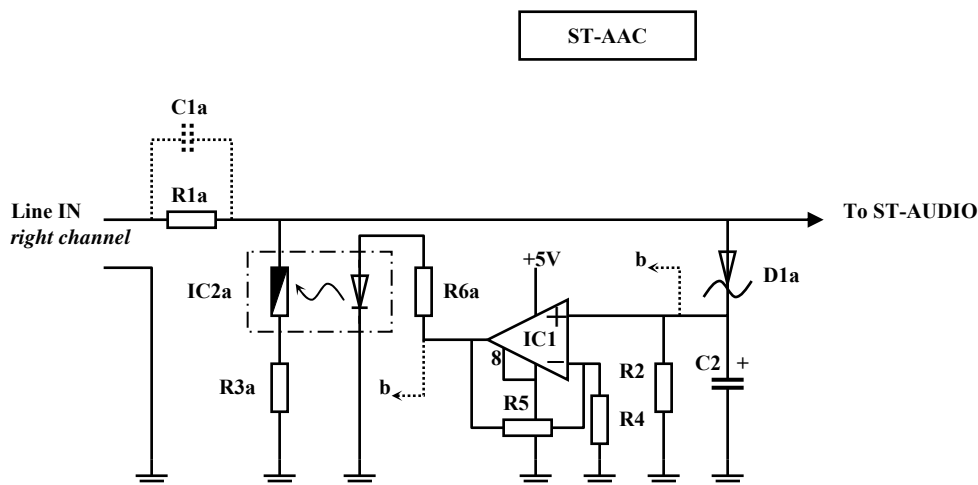 ST-AAC
C1a
R1a
Line IN
right channel
To ST-AUDIO
+5V
b
D1a
IC2a
R6a
IC1
+
−
8
R2
C2
+
R3a
b
R5
R4